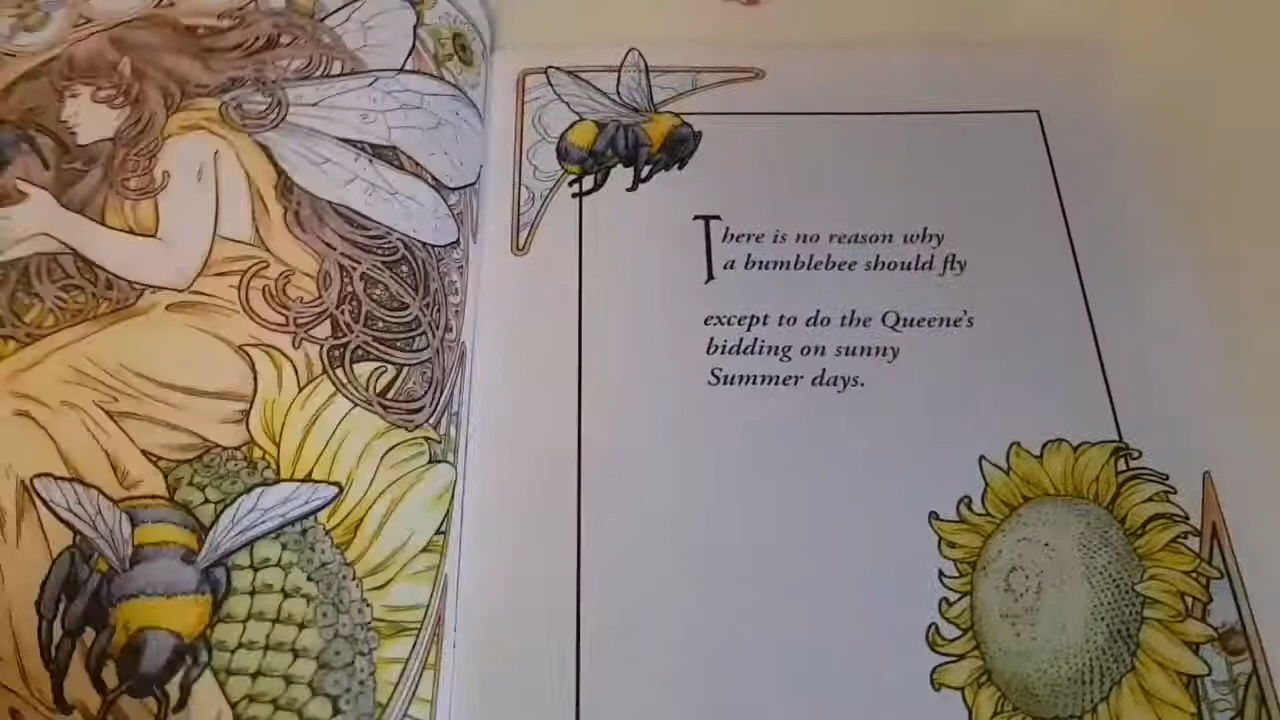 There is no reason why
a bumblebee should fly
except to do the Queene's
bidding on sunny
Summer days.